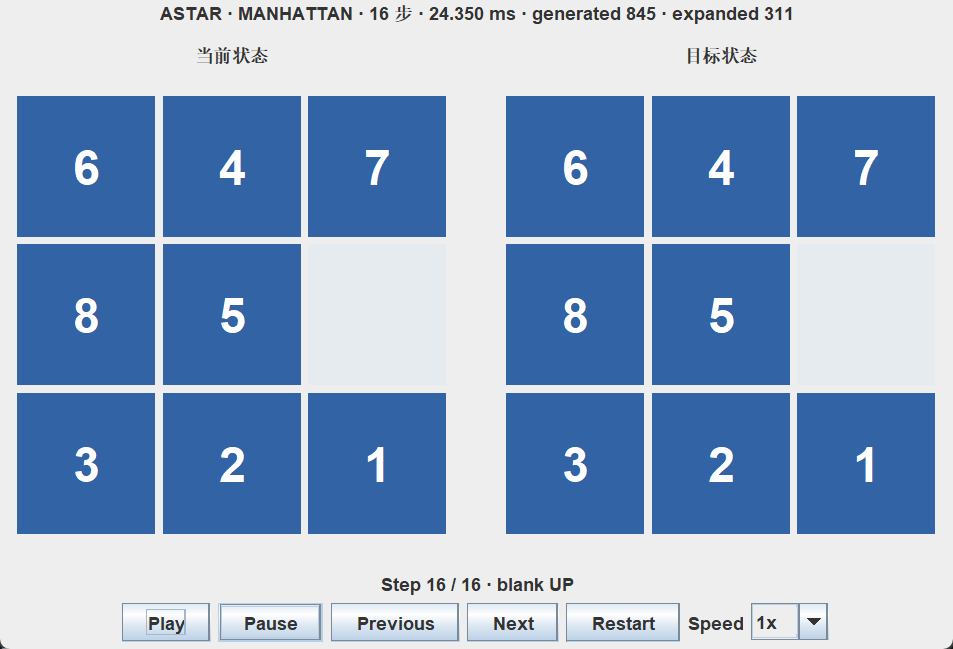 ASTAR · MANHATTAN · 16 步 · 24.350 ms · generated 845 · expanded 311
当前状态 目标状态
6 4 7 6 4 7
8 5 8 5
3 2 1 3 2 1
Step 16 / 16 · blank UP
Play Pause Previous Next Restart Speed 1x